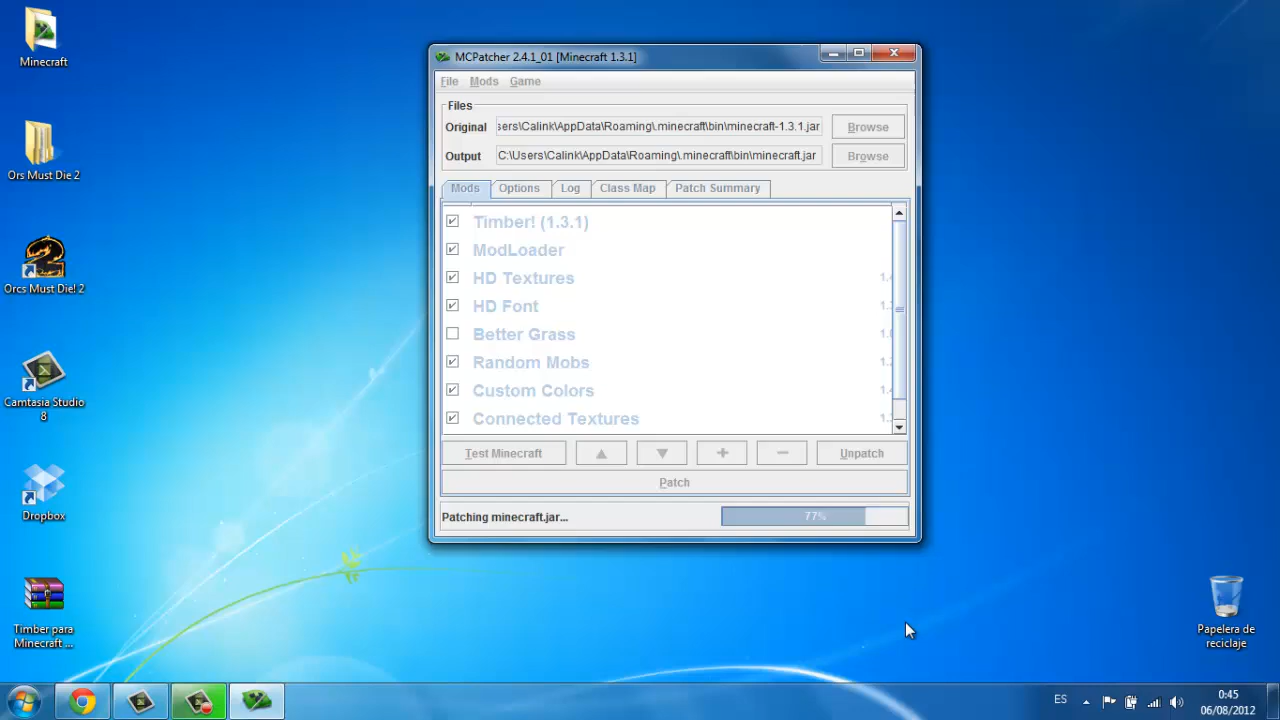 Minecraft
Ors Must Die 2
Orcs Must Die! 2
Camtasia Studio
8
Dropbox
Timber para
Minecraft ...
MCPatcher 2.4.1_01 [Minecraft 1.3.1]
File Mods Game
Files
Original sers\Calink\AppData\Roaming\.minecraft\bin\minecraft-1.3.1.jar Browse
Output C:\Users\Calink\AppData\Roaming\.minecraft\bin\minecraft.jar Browse
Mods Options Log Class Map Patch Summary
Timber! (1.3.1)
ModLoader
HD Textures
HD Font
Better Grass
Random Mobs
Custom Colors
Connected Textures
Test Minecraft Unpatch
Patch
Patching minecraft.jar... 77%
Papelera de
reciclaje
ES
0:45
06/08/2012